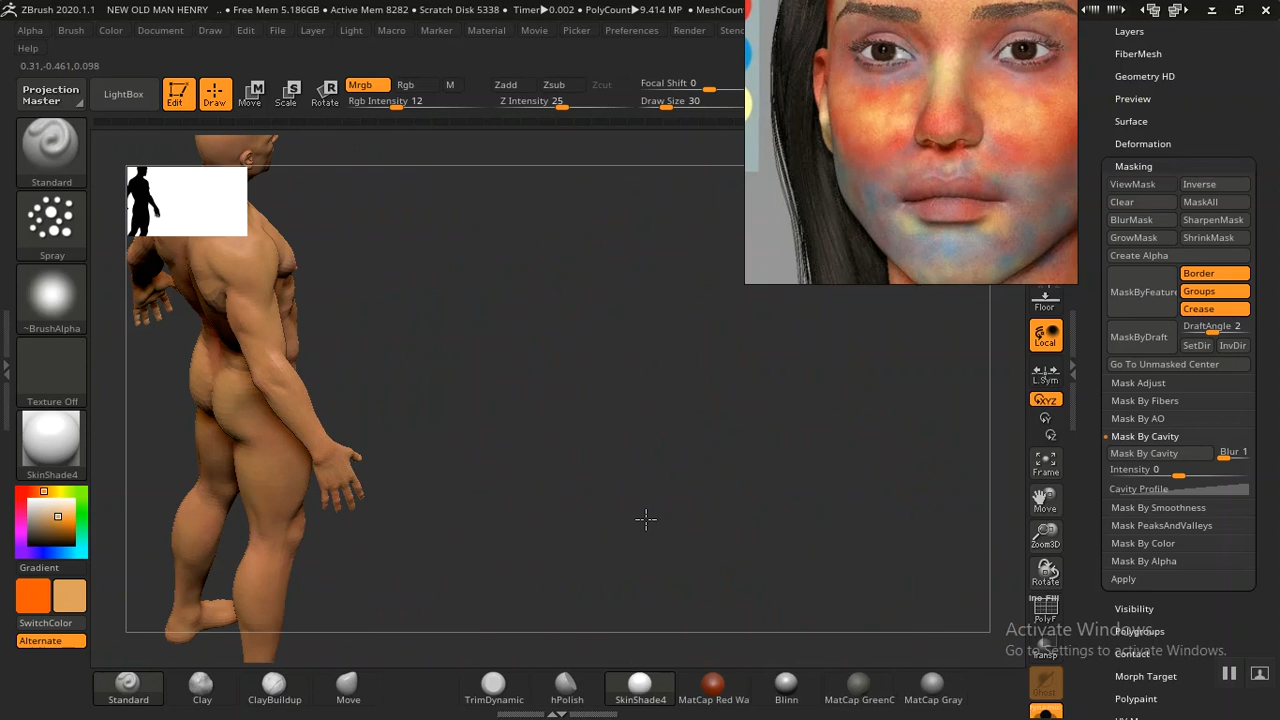 ZBrush 2020.1.1 NEW OLD MAN HENRY .. • Free Mem 5.186GB • Active Mem 8282 • Scratch Disk 5338 • Timer▶0.002 • PolyCount▶9.414 MP • MeshCount
Alpha Brush Color Document Draw Edit File Layer Light Macro Marker Material Movie Picker Preferences Render Stenc
Help
0.31,-0.461,0.098
Projection Master
LightBox
Edit
Draw
Move
Scale
Rotate
Mrgb Rgb M
Rgb Intensity 12
Zadd Zsub Zcut
Z Intensity 25
Focal Shift 0
Draw Size 30
Standard
Spray
~BrushAlpha
Texture Off
SkinShade4
Gradient
SwitchColor
Alternate
Floor
Local
L.Sym
XYZ
Y
Z
Frame
Move
Zoom3D
Rotate
PolyF
Transp
Ghost
Layers
FiberMesh
Geometry HD
Preview
Surface
Deformation
Masking
ViewMask Inverse
Clear MaskAll
BlurMask SharpenMask
GrowMask ShrinkMask
Create Alpha
MaskByFeature
Border
Groups
Crease
MaskByDraft
DraftAngle 2
SetDir InvDir
Go To Unmasked Center
Mask Adjust
Mask By Fibers
Mask By AO
Mask By Cavity
Mask By Cavity Blur 1
Intensity 0
Cavity Profile
Mask By Smoothness
Mask PeaksAndValleys
Mask By Color
Mask By Alpha
Apply
Visibility
Polygroups
Contact
Morph Target
Polypaint
Activate Windows
Go to Settings to activate Windows.
Standard Clay ClayBuildup Move TrimDynamic hPolish SkinShade4 MatCap Red Wa Blinn MatCap GreenC MatCap Gray